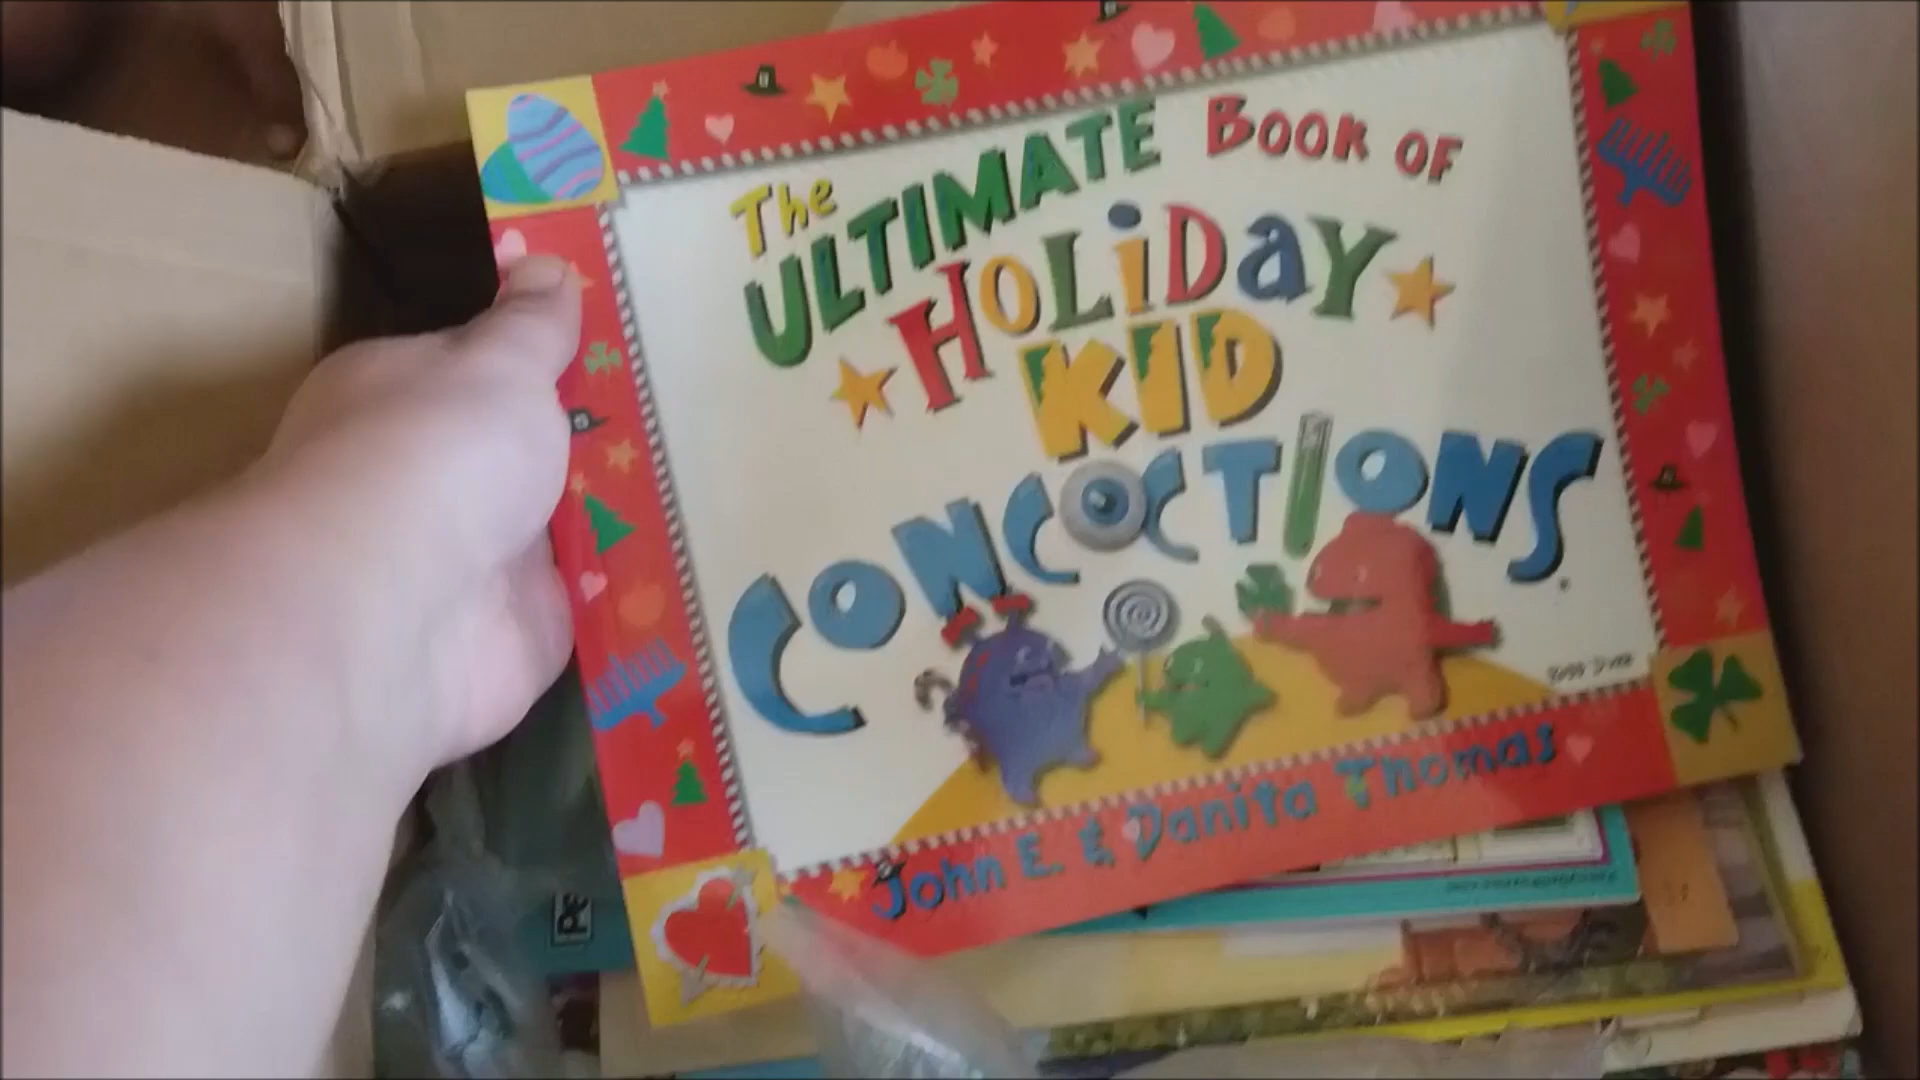 The
ULTIMATE BOOK OF
HOLiDaY
KID
CONCOCTIONS
John E. & Danita Thomas